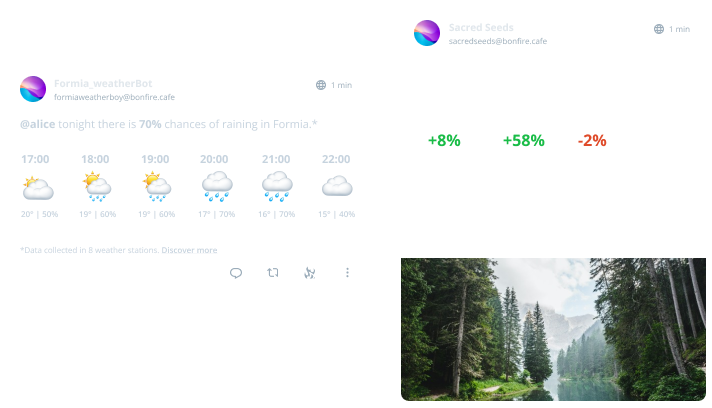 Formia_weatherBot
1 min
formiaweatherboy@bonfire.cafe
@alice tonight there is 70% chances of raining in Formia.*
17:00 18:00 19:00 20:00 21:00 22:00
20° | 50% 19° | 60% 19° | 60% 17° | 70% 16° | 70% 15° | 40%
*Data collected in 8 weather stations. Discover more
Sacred Seeds
1 min
sacredseeds@bonfire.cafe
+8% +58% -2%